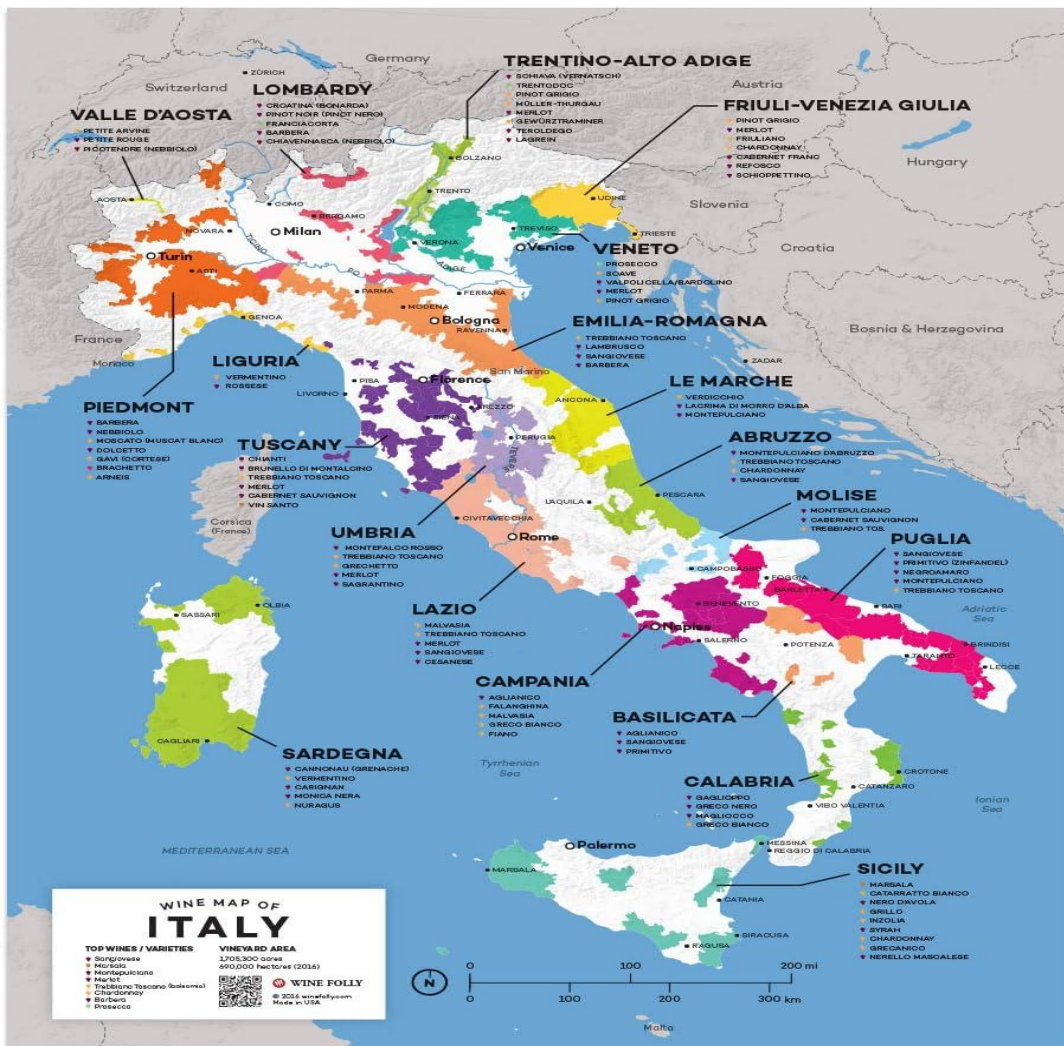 Germany
Switzerland
ZÜRICH
Austria
Hungary
Slovenia
Croatia
Bosnia & Herzegovina
ZADAR
France
Monaco
Corsica
(France)
San Marino
Malta
TRENTINO-ALTO ADIGE
SCHIAVA (VERNATSCH)
TRENTODOC
PINOT GRIGIO
MÜLLER-THURGAU
MERLOT
GEWÜRZTRAMINER
TEROLDEGO
LAGREIN
LOMBARDY
CROATINA (BONARDA)
PINOT NOIR (PINOT NERO)
FRANCIACORTA
BARBERA
CHIAVENNASCA (NEBBIOLO)
VALLE D'AOSTA
PETITE ARVINE
PETITE ROUGE
PICOTENDRE (NEBBIOLO)
FRIULI-VENEZIA GIULIA
PINOT GRIGIO
MERLOT
FRIULIANO
CHARDONNAY
CABERNET FRANC
REFOSCO
SCHIOPPETTINO
BOLZANO
TRENTO
AOSTA
COMO
BERGAMO
NOVARA
Milan
TICINO
VERONA
TREVISO
Venice
UDINE
TRIESTE
Turin
ASTI
PO
ADIGE
PARMA
FERRARA
MODENA
Bologna
RAVENNA
GENOA
VENETO
PROSECCO
SOAVE
VALPOLICELLA/BARDOLINO
MERLOT
PINOT GRIGIO
EMILIA-ROMAGNA
TREBBIANO TOSCANO
LAMBRUSCO
SANGIOVESE
BARBERA
LIGURIA
VERMENTINO
ROSSESE
PIEDMONT
BARBERA
NEBBIOLO
MOSCATO (MUSCAT BLANC)
DOLCETTO
GAVI (CORTESE)
BRACHETTO
ARNEIS
PISA
LIVORNO
Florence
SIENA
AREZZO
PERUGIA
TEVERE
ANCONA
LE MARCHE
VERDICCHIO
LACRIMA DI MORRO D'ALBA
MONTEPULCIANO
TUSCANY
CHIANTI
BRUNELLO DI MONTALCINO
TREBBIANO TOSCANO
MERLOT
CABERNET SAUVIGNON
VIN SANTO
ABRUZZO
MONTEPULCIANO D'ABRUZZO
TREBBIANO TOSCANO
CHARDONNAY
SANGIOVESE
L'AQUILA
PESCARA
MOLISE
MONTEPULCIANO
CABERNET SAUVIGNON
TREBBIANO TOS.
UMBRIA
MONTEFALCO ROSSO
TREBBIANO TOSCANO
GRECHETTO
MERLOT
SAGRANTINO
CIVITAVECCHIA
Rome
PUGLIA
SANGIOVESE
PRIMITIVO (ZINFANDEL)
NEGROAMARO
MONTEPULCIANO
TREBBIANO TOSCANO
CAMPOBASSO
FOGGIA
BARLETTA
BARI
Adriatic
Sea
BRINDISI
LECCE
TARANTO
LAZIO
MALVASIA
TREBBIANO TOSCANO
MERLOT
SANGIOVESE
CESANESE
BENEVENTO
Naples
SALERNO
POTENZA
CAMPANIA
AGLIANICO
FALANGHINA
MALVASIA
GRECO BIANCO
FIANO
BASILICATA
AGLIANICO
SANGIOVESE
PRIMITIVO
SASSARI
OLBIA
CAGLIARI
SARDEGNA
CANNONAU (GRENACHE)
VERMENTINO
CARIGNAN
MONICA NERA
NURAGUS
Tyrrhenian
Sea
CALABRIA
GAGLIOPPO
GRECO NERO
MAGLIOCCO
GRECO BIANCO
CROTONE
CATANZARO
VIBO VALENTIA
Ionian
Sea
MEDITERRANEAN SEA
Palermo
MESSINA
REGGIO DI CALABRIA
MARSALA
CATANIA
SIRACUSA
RAGUSA
SICILY
MARSALA
CATARRATTO BIANCO
NERO D'AVOLA
GRILLO
INZOLIA
SYRAH
CHARDONNAY
GRECANICO
NERELLO MASCALESE
WINE MAP OF
ITALY
TOP WINES / VARIETIES
Sangiovese
Marsala
Montepulciano
Merlot
Trebbiano Toscano (balsamic)
Chardonnay
Barbera
Prosecco
VINEYARD AREA
1,705,300 acres
690,000 hectares (2016)
WINE FOLLY
© 2016 winefolly.com
Made in USA
N
0 100 200 mi
0 100 200 300 km